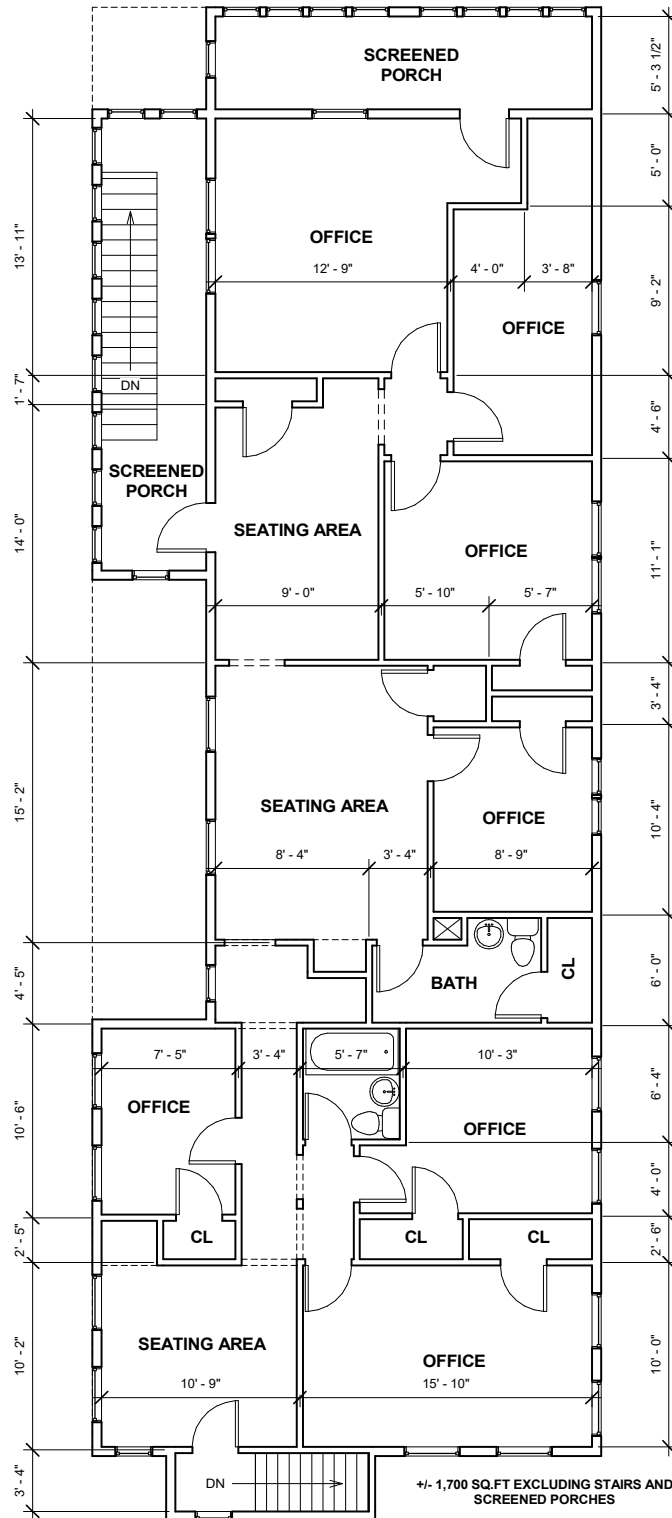 SCREENED
PORCH
5' - 3 1/2"
5' - 0"
13' - 11"
OFFICE
12' - 9"
4' - 0"
3' - 8"
9' - 2"
OFFICE
1' - 7"
DN
4' - 6"
SCREENED
PORCH
14' - 0"
SEATING AREA
OFFICE
11' - 1"
9' - 0"
5' - 10"
5' - 7"
3' - 4"
15' - 2"
SEATING AREA
OFFICE
10' - 4"
8' - 4"
3' - 4"
8' - 9"
4' - 5"
BATH
CL
6' - 0"
7' - 5"
3' - 4"
5' - 7"
10' - 3"
6' - 4"
10' - 6"
OFFICE
OFFICE
4' - 0"
2' - 5"
CL
CL
CL
2' - 6"
10' - 2"
SEATING AREA
OFFICE
10' - 0"
10' - 9"
15' - 10"
3' - 4"
DN
+/- 1,700 SQ.FT EXCLUDING STAIRS AND
SCREENED PORCHES